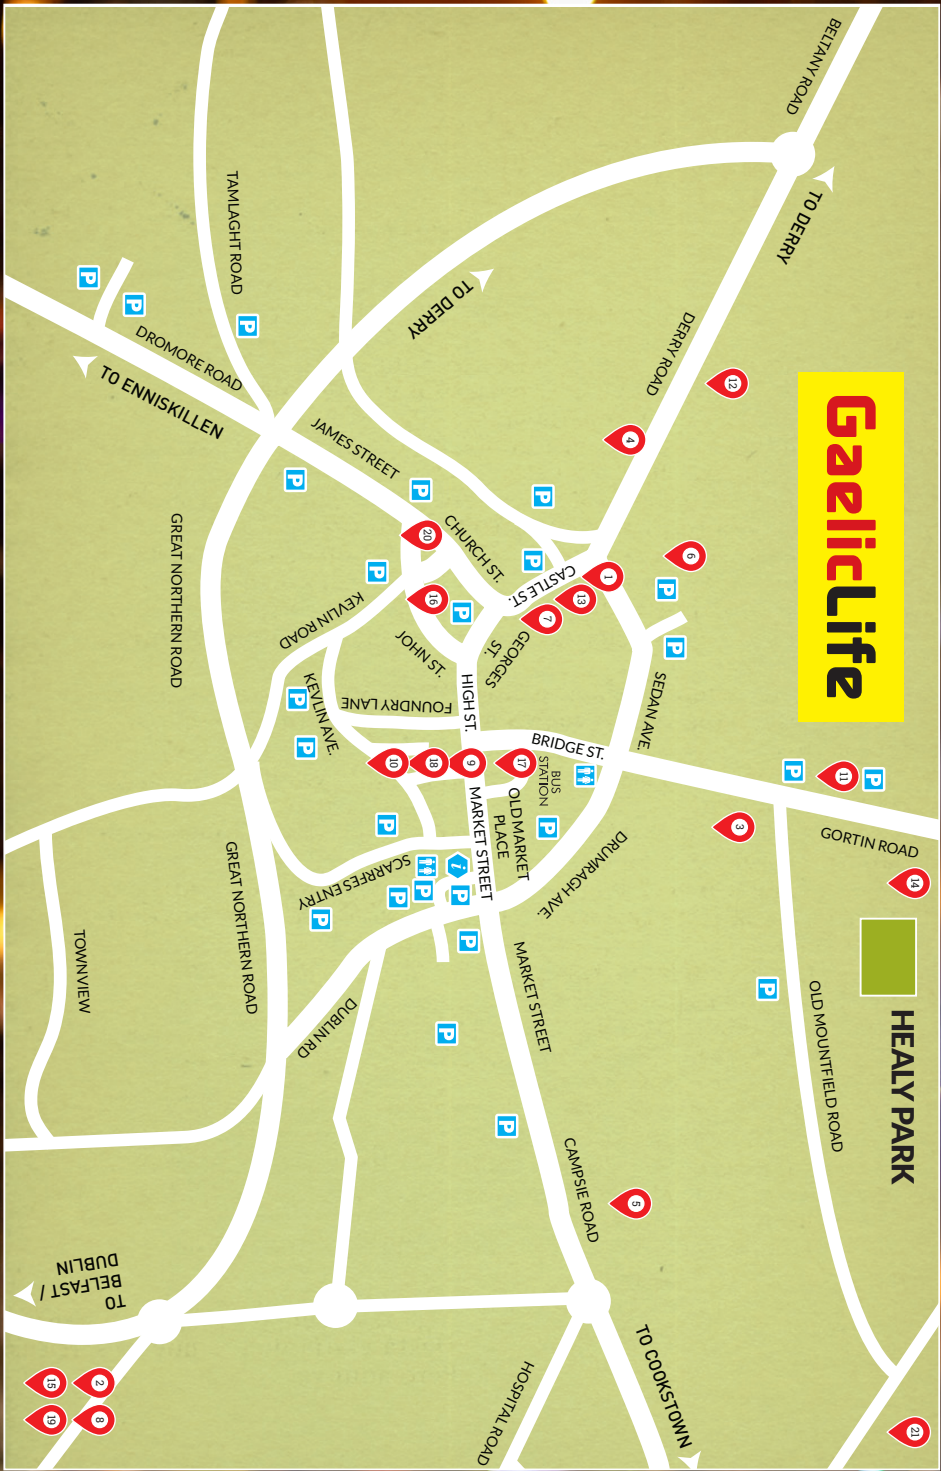 21
14
HEALY PARK
GORTIN ROAD
P
GaelicLife
11
OLD MOUNTFIELD ROAD
BELTANY ROAD
TO DERRY
P
P
3
12
6
P
P
DERRY ROAD
SEDAN AVE.
TO COOKSTOWN
5
4
1
CAMPSIE ROAD
DRUMRAGH AVE.
13
CASTLE ST.
BRIDGE ST.
BUS
STATION
7
P
P
P
GEORGES
ST.
17
OLD MARKET
PLACE
MARKET STREET
HOSPITAL ROAD
P
CHURCH ST.
HIGH ST.
9
MARKET STREET
i
P
P
P
TO DERRY
P
20
16
JOHN ST.
18
P
P
P
FOUNDRY LANE
10
P
SCARFFES ENTRY
JAMES STREET
P
KEVLIN ROAD
KEVLIN AVE.
P
P
P
DUBLIN RD
P
TAMLAGHT ROAD
P
DROMORE ROAD
GREAT NORTHERN ROAD
GREAT NORTHERN ROAD
TO ENNISKILLEN
P
P
TOWNVIEW
TO
BELFAST /
DUBLIN
2
8
15
19